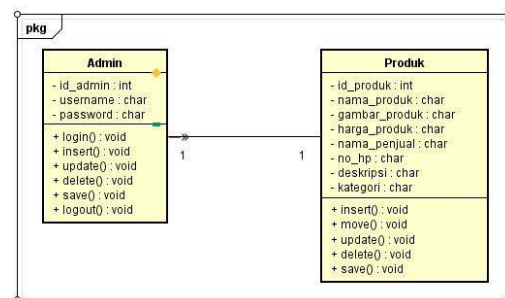 pkg
Admin
- id_admin : int
- username : char
- password : char
+ login() : void
+ insert() : void
+ update() : void
+ delete() : void
+ save() : void
+ logout() : void
1
1
Produk
- id_produk : int
- nama_produk : char
- gambar_produk : char
- harga_produk : char
- nama_penjual : char
- no_hp : char
- deskripsi : char
- kategori : char
+ insert() : void
+ move() : void
+ update() : void
+ delete() : void
+ save() : void